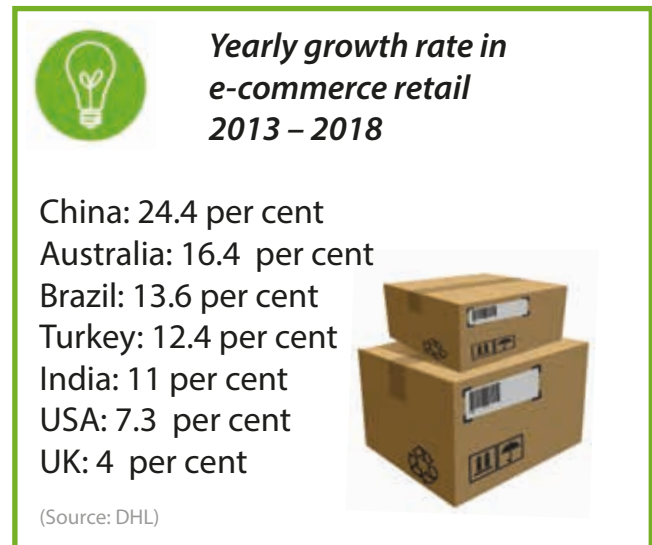 Yearly growth rate in
e-commerce retail
2013 – 2018
China: 24.4 per cent
Australia: 16.4 per cent
Brazil: 13.6 per cent
Turkey: 12.4 per cent
India: 11 per cent
USA: 7.3 per cent
UK: 4 per cent
(Source: DHL)